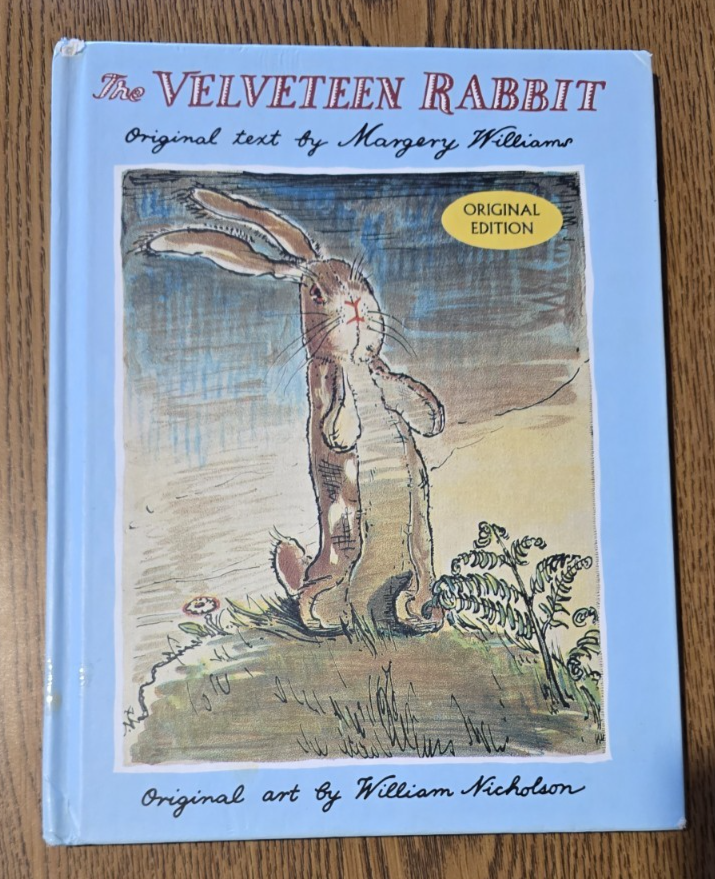 The VELVETEEN RABBIT
Original text by Margery Williams
ORIGINAL
EDITION
Original art by William Nicholson